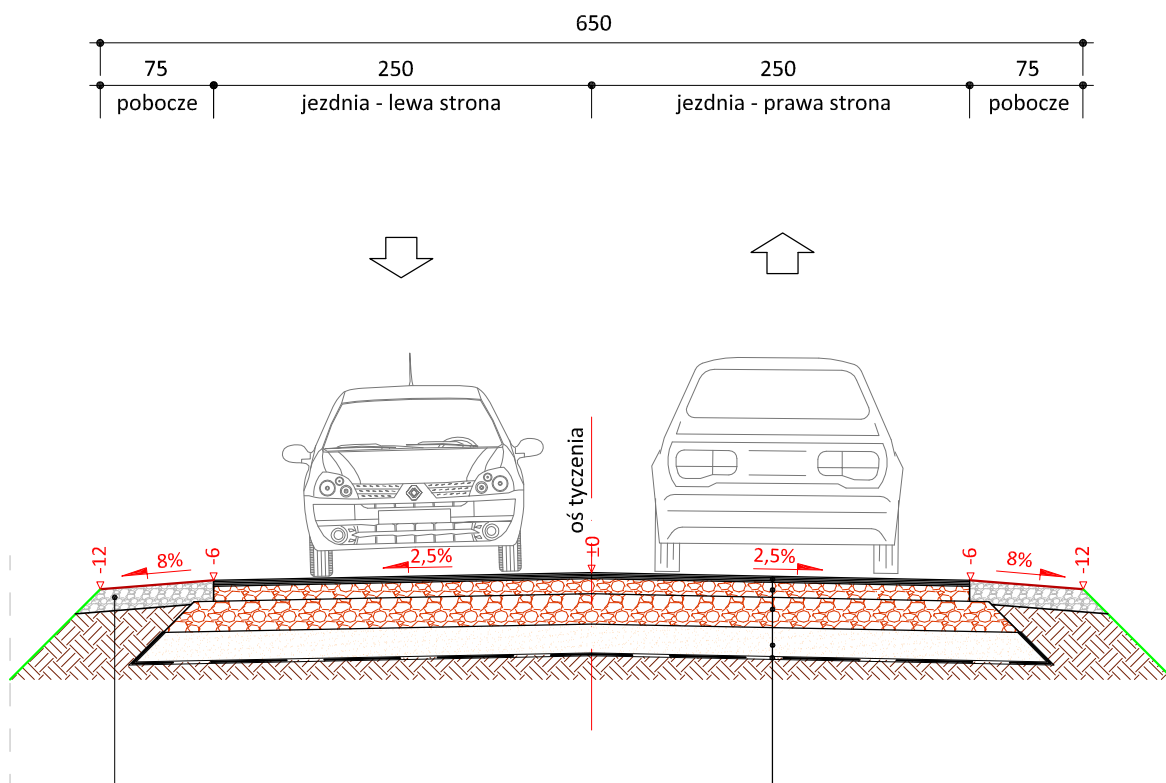 650
75 250 250 75
pobocze jezdnia - lewa strona jezdnia - prawa strona pobocze
oś tyczenia
-12 8% -6 2,5% ±0 2,5% -6 8% -12